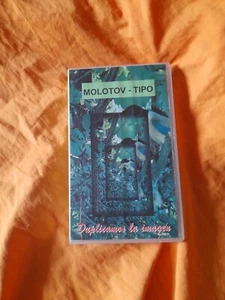 MOLOTOV - TIPO
Duplicamos la imagen